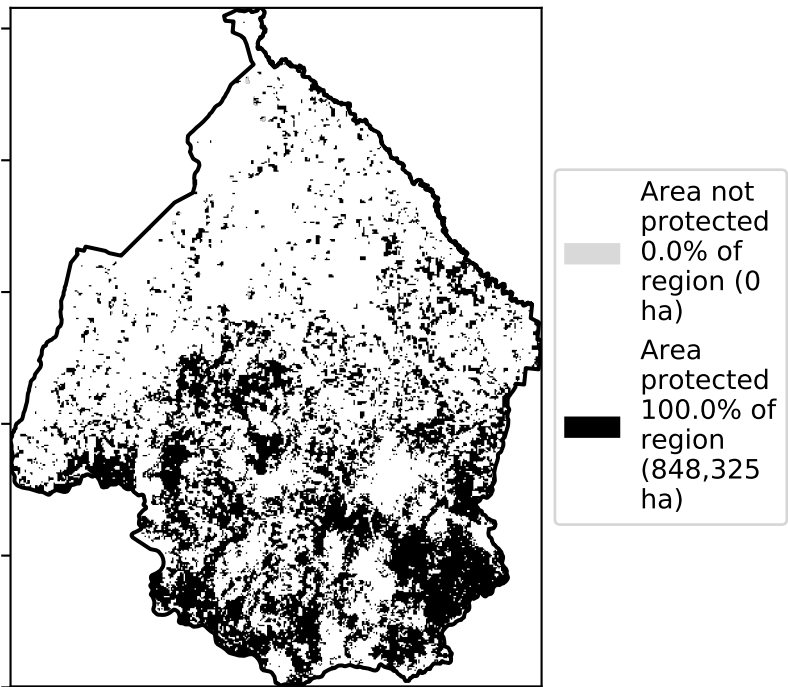 Area not
protected
0.0% of
region (0
ha)
Area
protected
100.0% of
region
(848,325
ha)